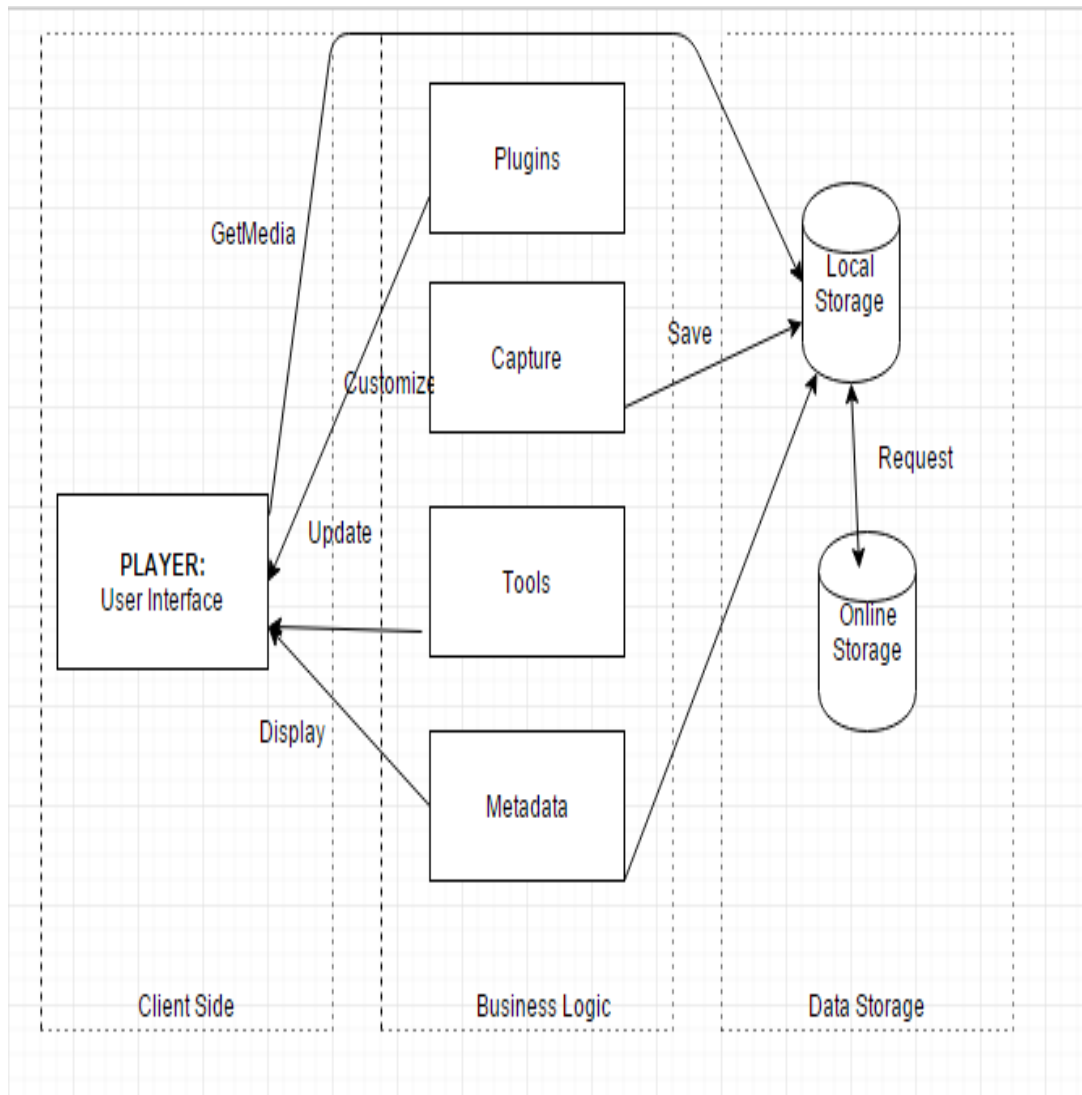 Plugins
GetMedia
Local
Storage
Save
Capture
Customize
Request
Update
PLAYER:
User Interface
Tools
Online
Storage
Display
Metadata
Client Side
Business Logic
Data Storage